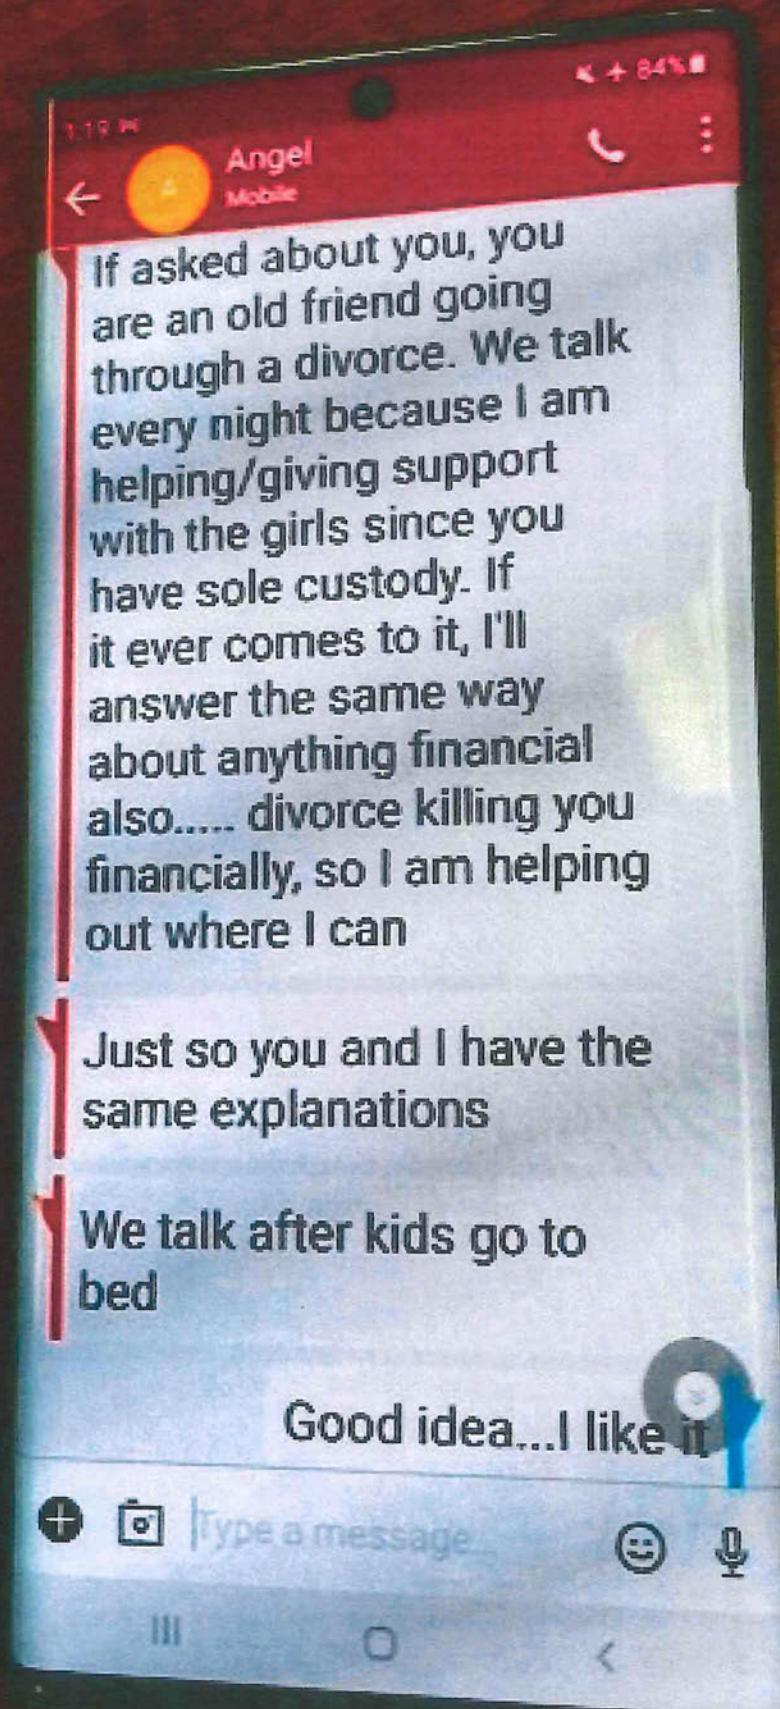 1:19
84%
Angel
Mobile
If asked about you, you
are an old friend going
through a divorce. We talk
every night because I am
helping/giving support
with the girls since you
have sole custody. If
it ever comes to it, I'll
answer the same way
about anything financial
also..... divorce killing you
financially, so I am helping
out where I can
Just so you and I have the
same explanations
We talk after kids go to
bed
Good idea...I like it
Type a message...